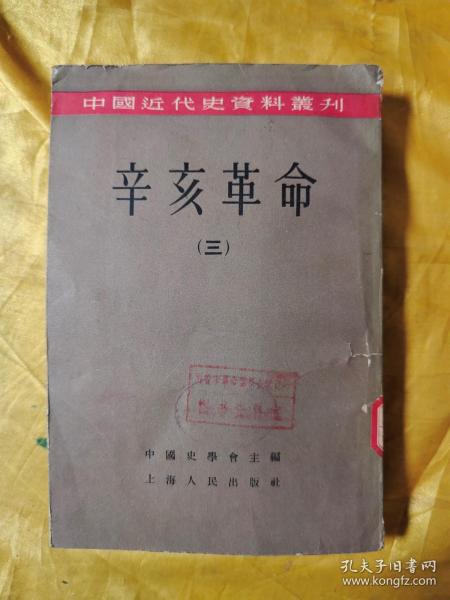 中國近代史資料叢刊
辛亥革命
(三)
中國史學會主編
上海人民出版社
孔夫子旧书网
www.kongfz.com